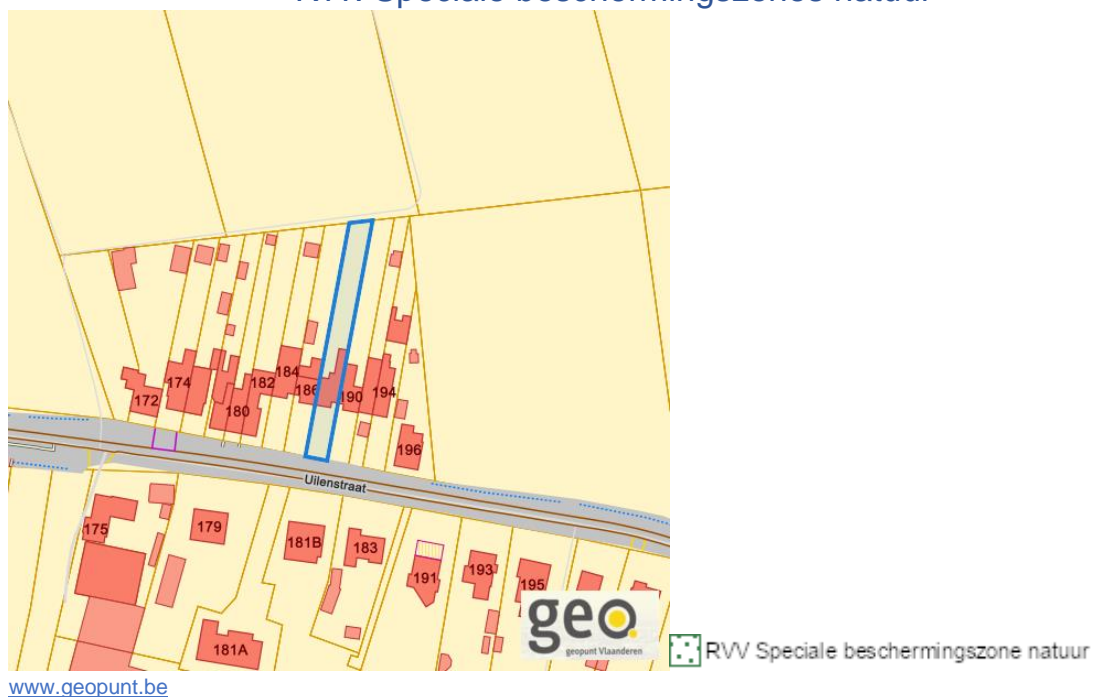 RVV Speciale beschermingszones natuur
172
174
180
182
184
186
190
194
196
Uilenstraat
175
179
181B
183
191
193
195
181A
geo
geopunt Vlaanderen
RVV Speciale beschermingszone natuur
www.geopunt.be